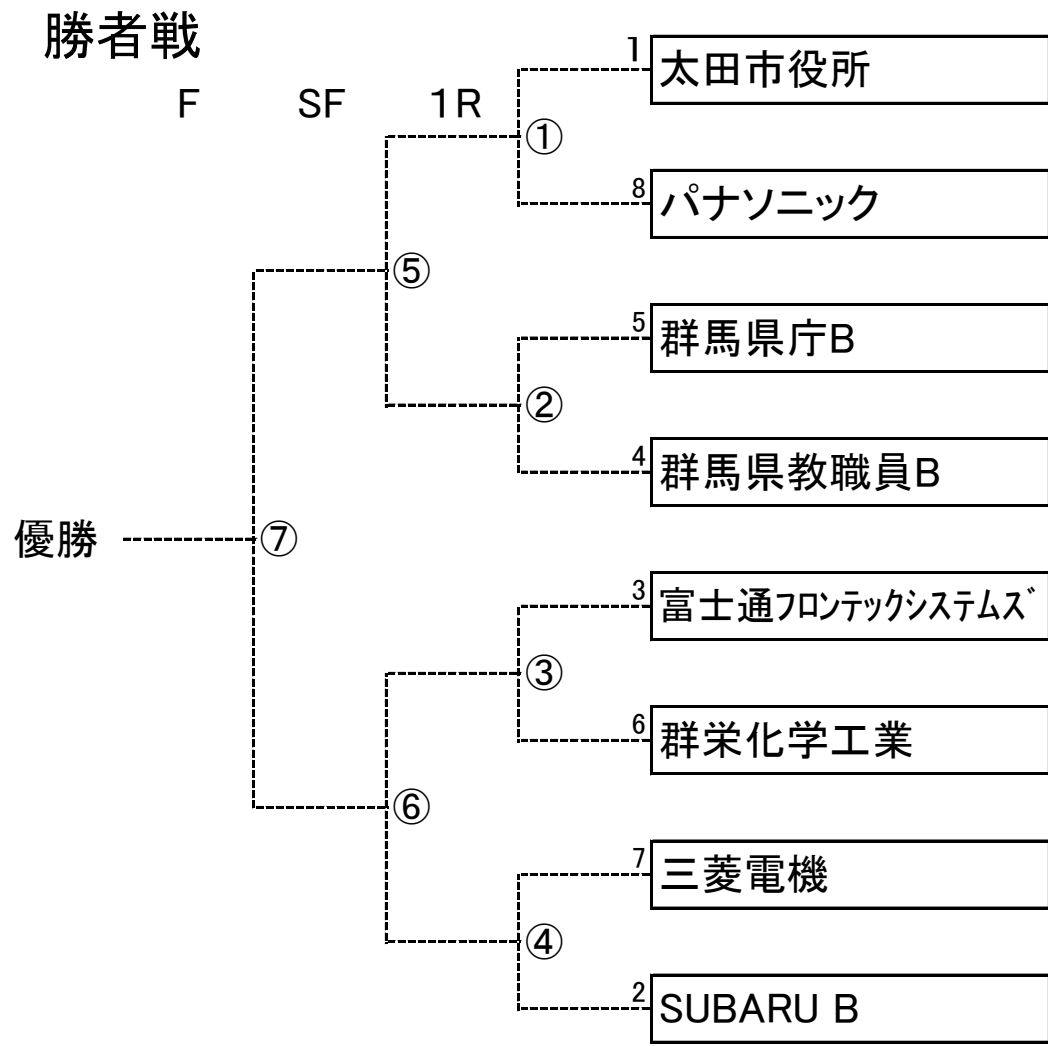 勝者戦
F SF 1R
1 太田市役所
①
8 パナソニック
⑤
5 群馬県庁B
②
4 群馬県教職員B
優勝 ⑦
3 富士通フロンテックシステムズ
③
6 群栄化学工業
⑥
7 三菱電機
④
2 SUBARU B